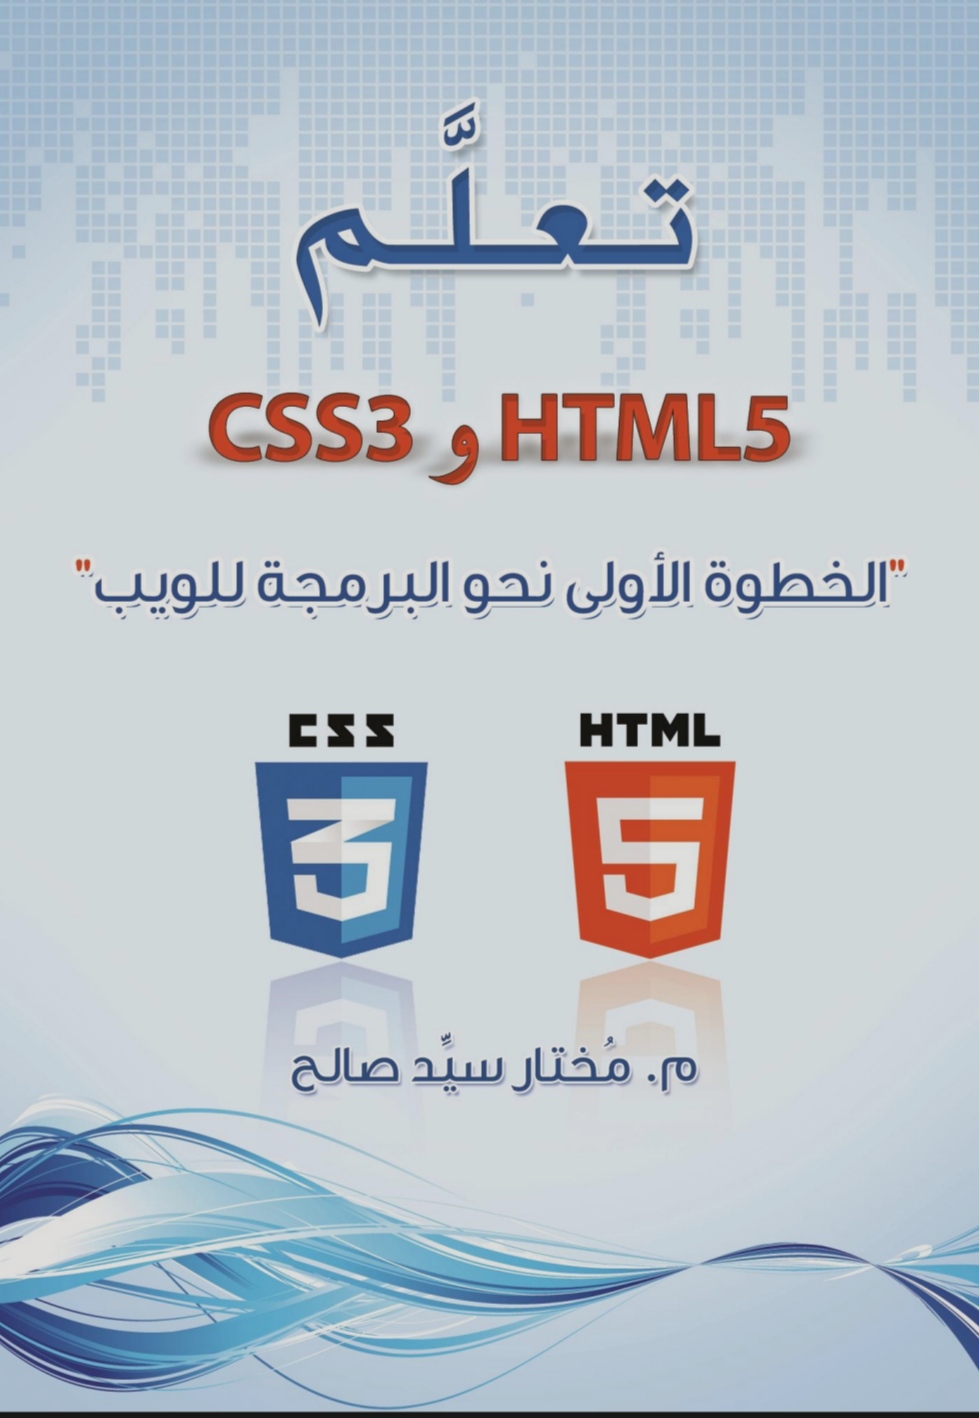 تعلَّم
HTML5 و CSS3
"الخطوة الأولى نحو البرمجة للويب"
HTML CSS
5 3
م. مُختار سيِّد صالح